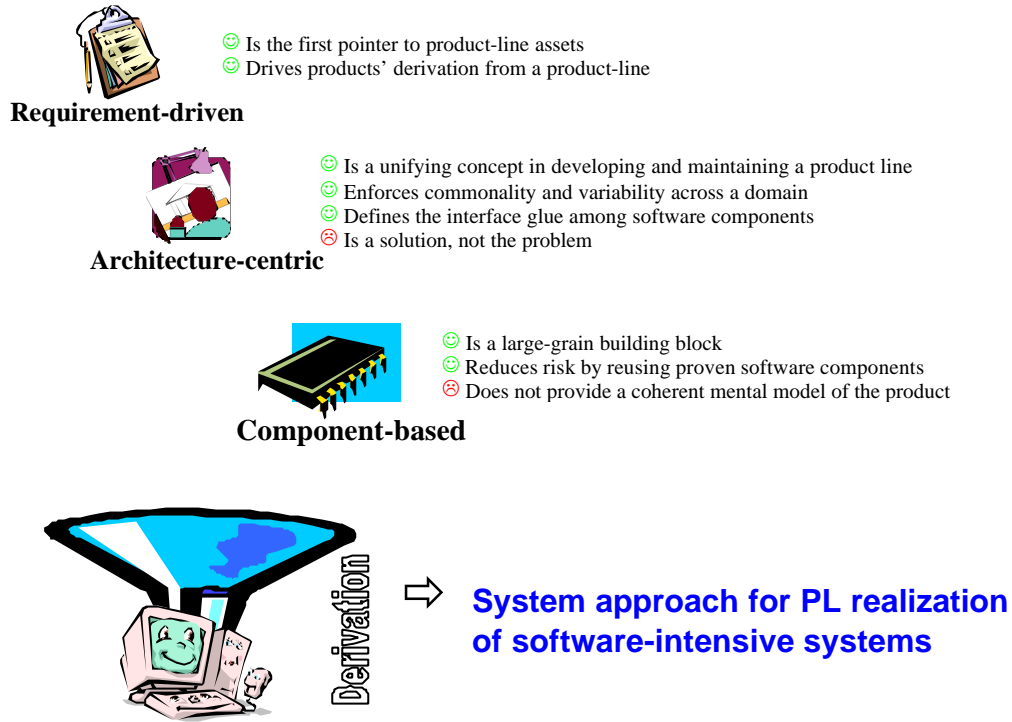 ☺ Is the first pointer to product-line assets
☺ Drives products’ derivation from a product-line
Requirement-driven
☺ Is a unifying concept in developing and maintaining a product line
☺ Enforces commonality and variability across a domain
☺ Defines the interface glue among software components
☹ Is a solution, not the problem
Architecture-centric
☺ Is a large-grain building block
☺ Reduces risk by reusing proven software components
☹ Does not provide a coherent mental model of the product
Component-based
Derivation
⇨
System approach for PL realization
of software-intensive systems